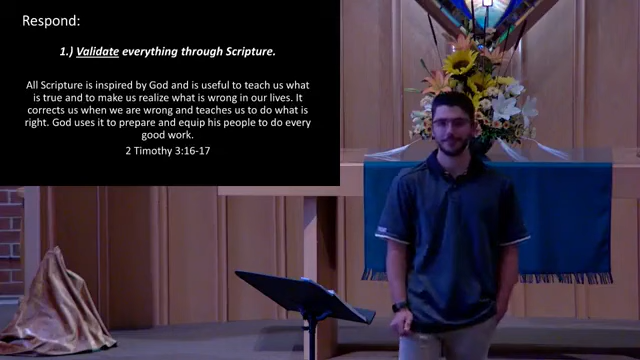 Respond:
1.) Validate everything through Scripture.
All Scripture is inspired by God and is useful to teach us what
is true and to make us realize what is wrong in our lives. It
corrects us when we are wrong and teaches us to do what is
right. God uses it to prepare and equip his people to do every
good work.
2 Timothy 3:16-17